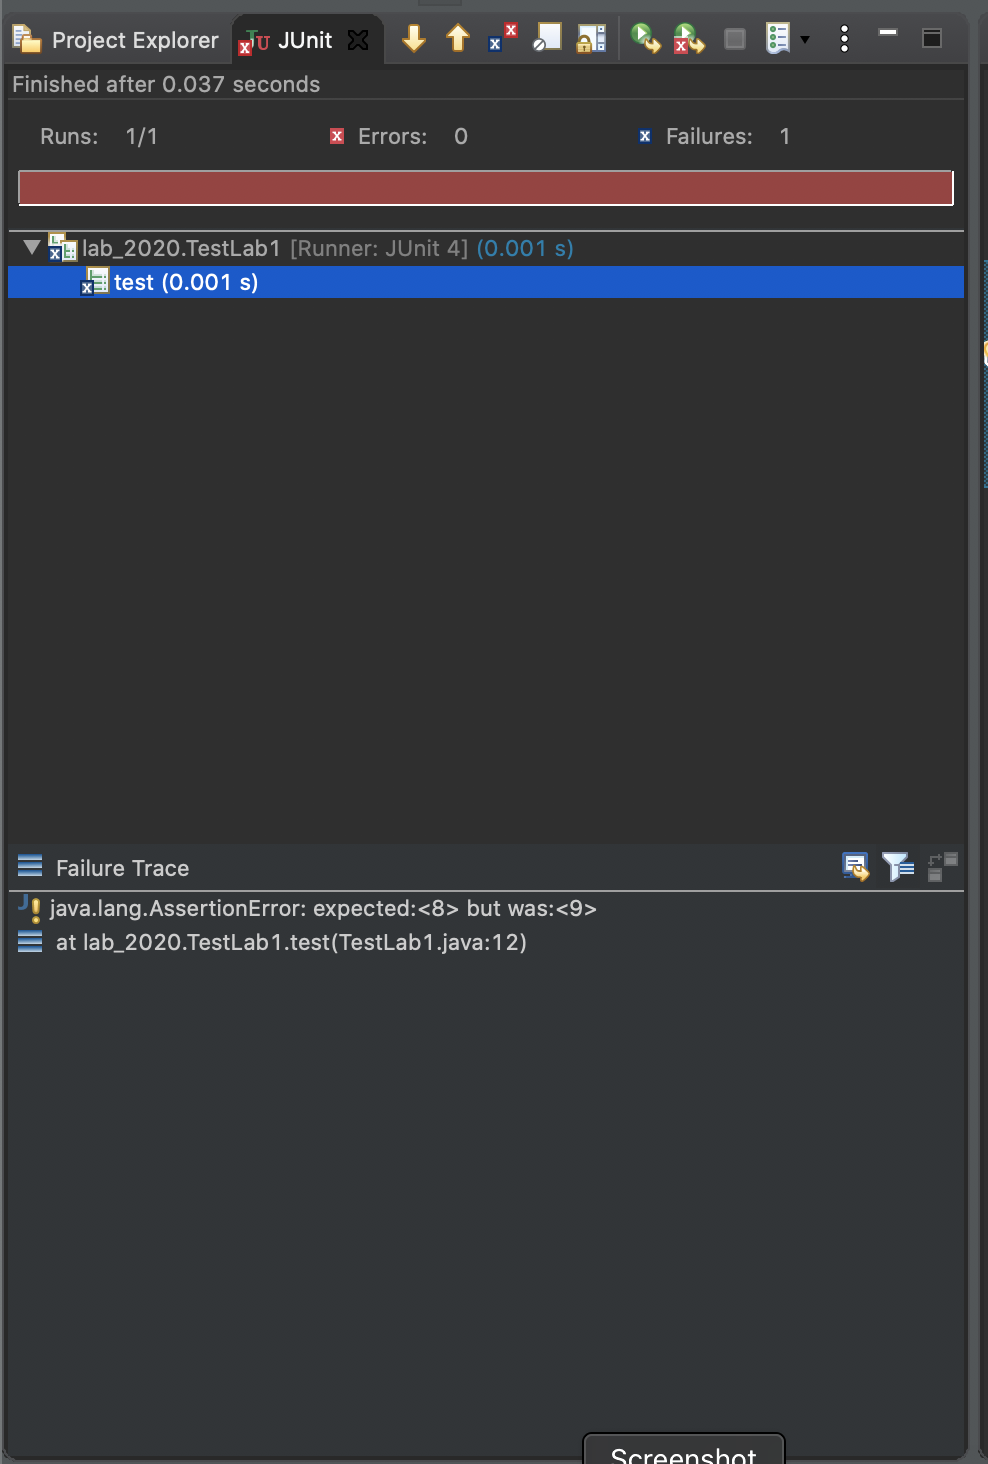 Project Explorer JUnit
Finished after 0.037 seconds
Runs: 1/1 Errors: 0 Failures: 1
lab_2020.TestLab1 [Runner: JUnit 4] (0.001 s)
test (0.001 s)
Failure Trace
java.lang.AssertionError: expected:<8> but was:<9>
at lab_2020.TestLab1.test(TestLab1.java:12)
Screenshot